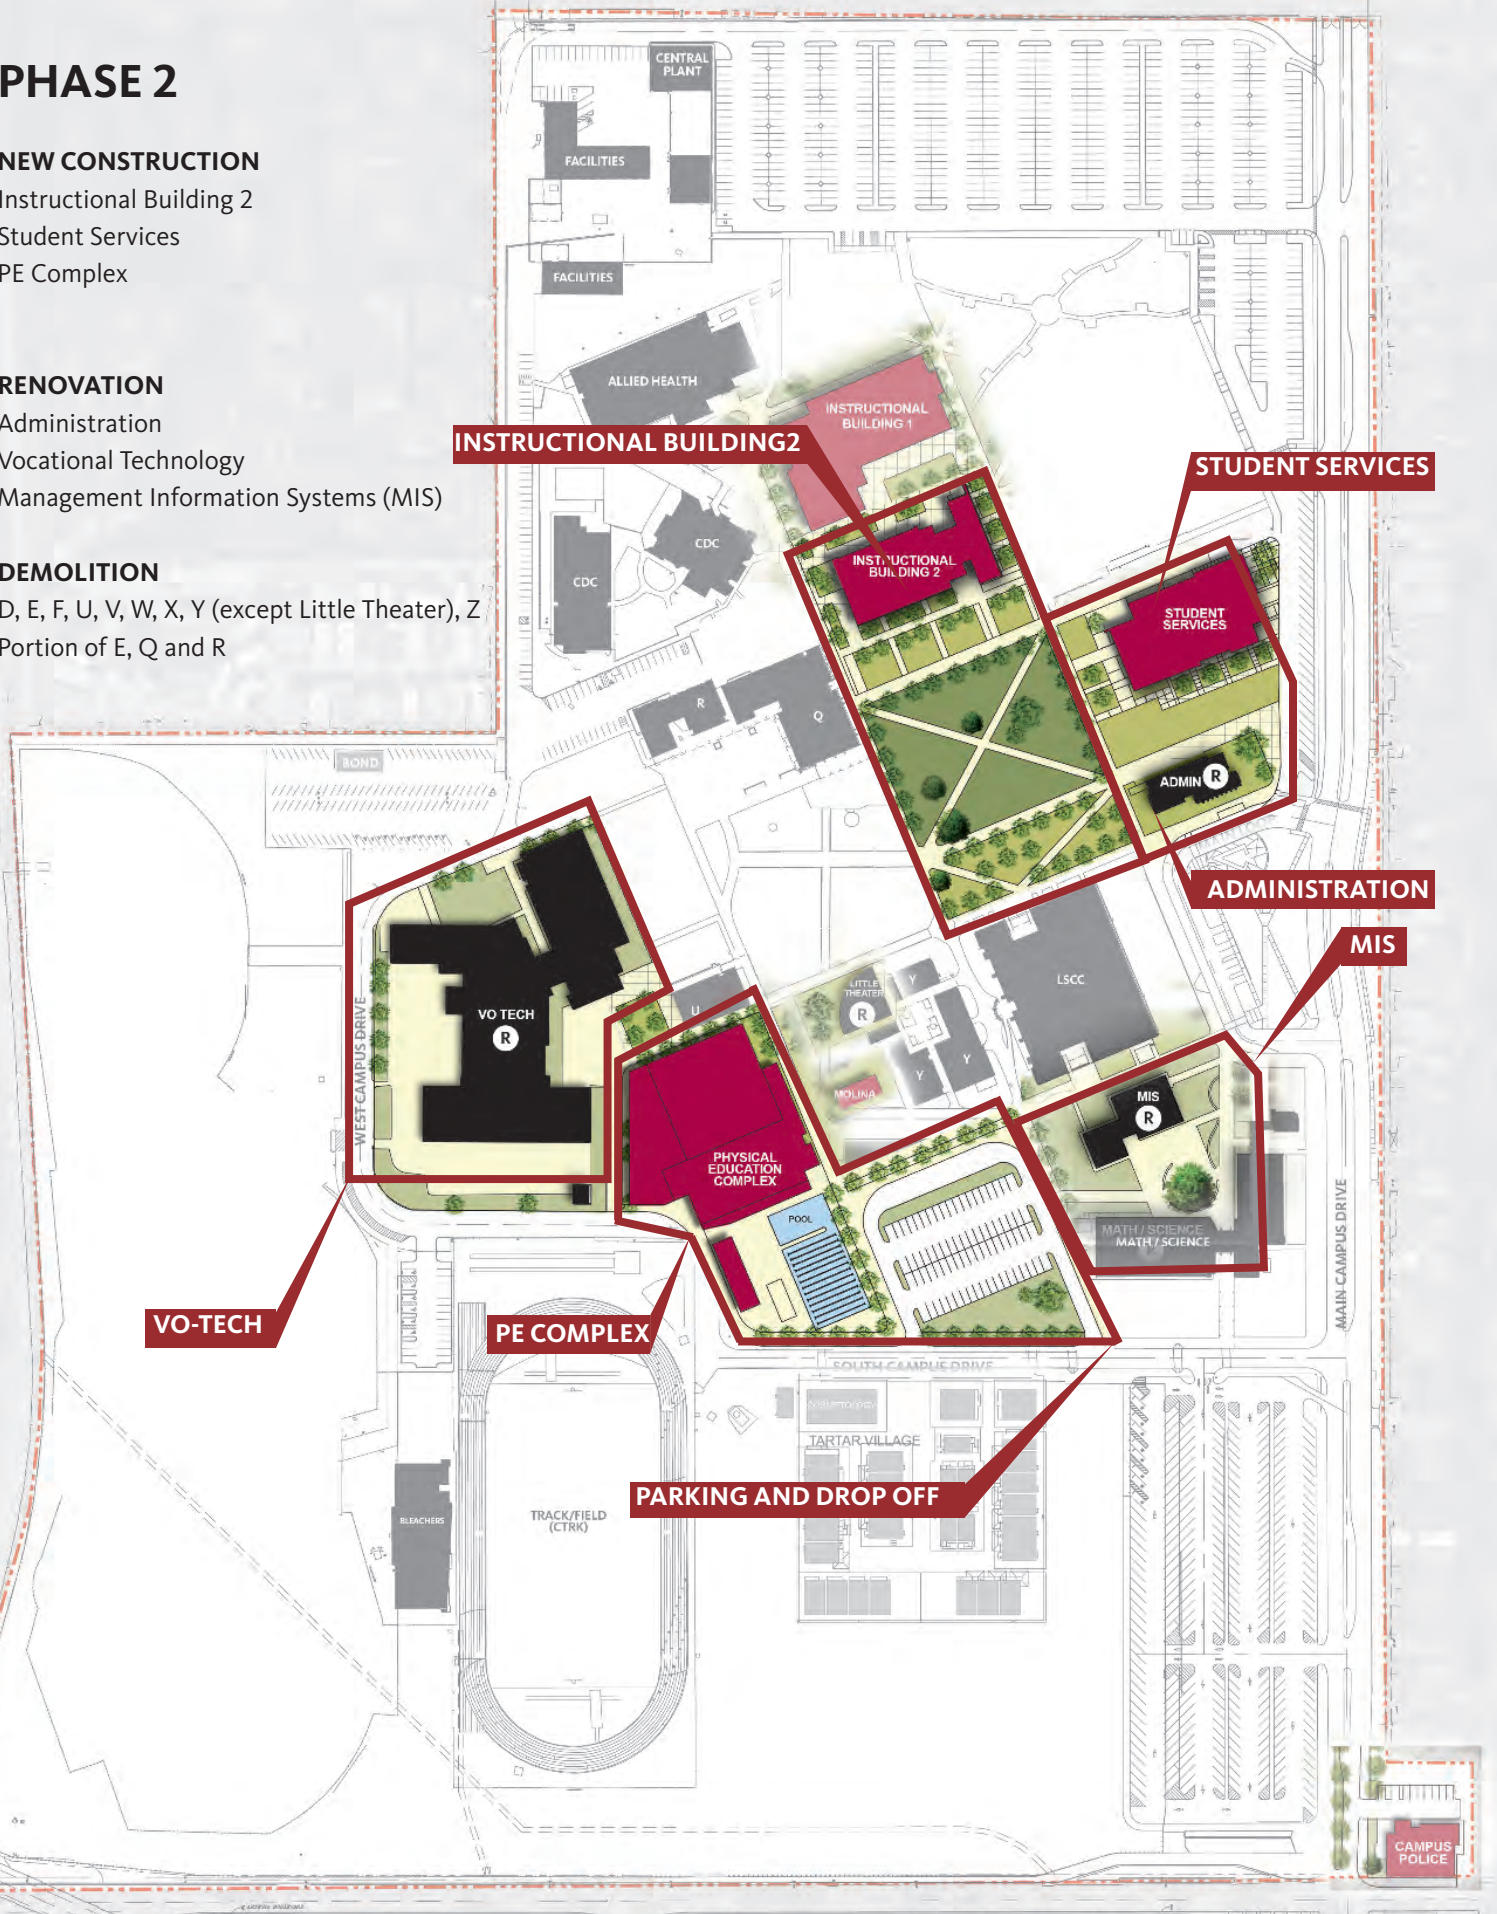 PHASE 2
NEW CONSTRUCTION
Instructional Building 2
Student Services
PE Complex
RENOVATION
Administration
Vocational Technology
Management Information Systems (MIS)
DEMOLITION
D, E, F, U, V, W, X, Y (except Little Theater), Z
Portion of E, Q and R
CENTRAL
PLANT
FACILITIES
FACILITIES
ALLIED HEALTH
INSTRUCTIONAL
BUILDING 1
INSTRUCTIONAL BUILDING2
STUDENT SERVICES
CDC
CDC
INSTRUCTIONAL
BUILDING 2
STUDENT
SERVICES
R
Q
BOND
ADMIN R
ADMINISTRATION
MIS
LITTLE
THEATER
R
Y
LSCC
U
VO TECH
R
WEST CAMPUS DRIVE
Y
Y
MOLINA
MIS
R
PHYSICAL
EDUCATION
COMPLEX
POOL
MATH / SCIENCE
MATH / SCIENCE
MAIN CAMPUS DRIVE
VO-TECH
PE COMPLEX
SOUTH CAMPUS DRIVE
TARTAR VILLAGE
PARKING AND DROP OFF
BLEACHERS
TRACK/FIELD
(CTRK)
CAMPUS
POLICE